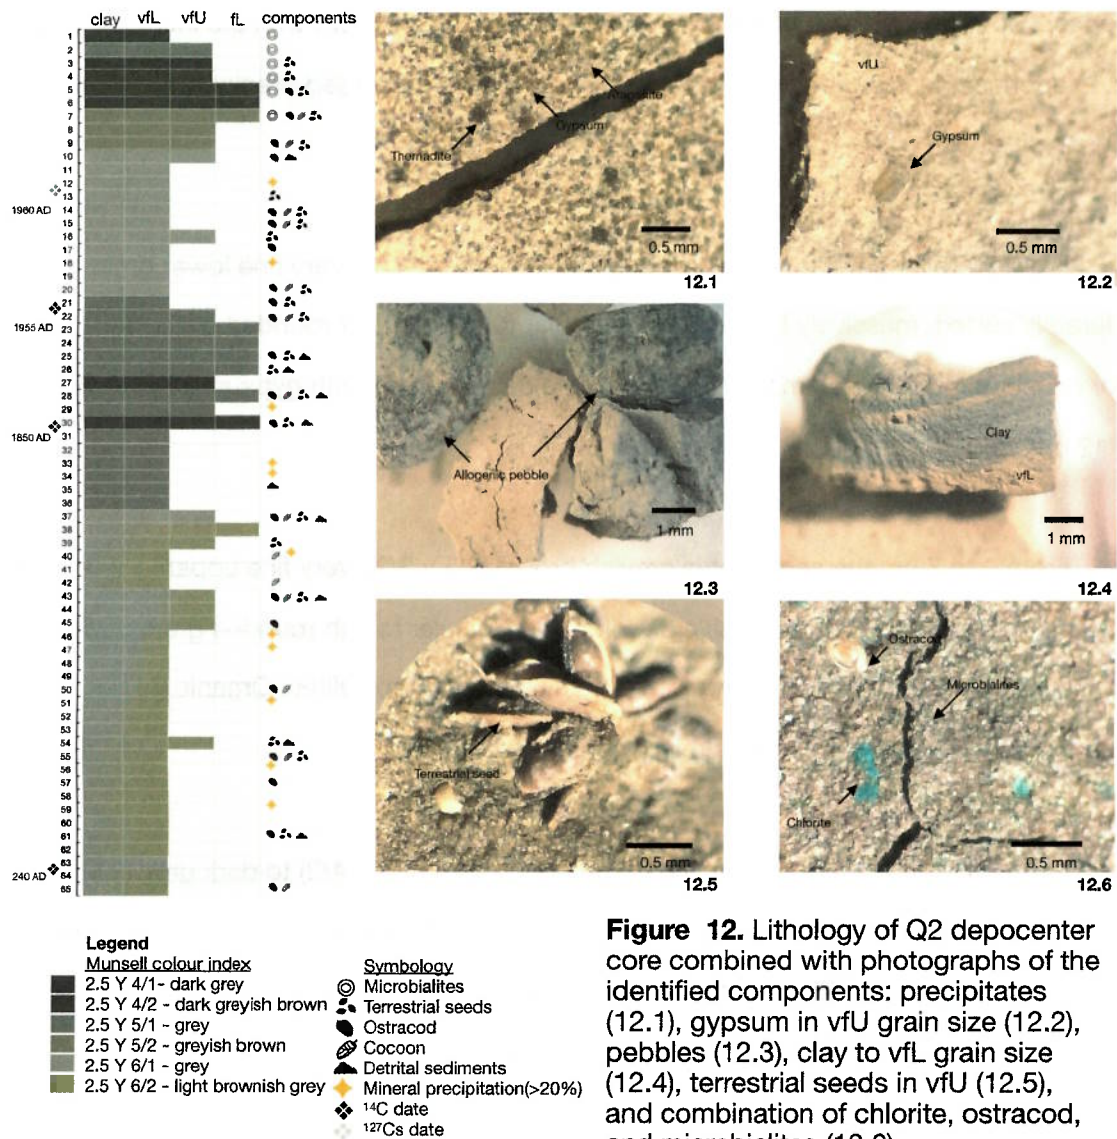 clay vfL vfU fL components
1
2
3
4
5
6
7
8
9
10
11
12
13
1960 AD
14
15
16
17
18
19
20
21
22
1955 AD
23
24
25
26
27
28
29
30
1850 AD
31
32
33
34
35
36
37
38
39
40
41
42
43
44
45
46
47
48
49
50
51
52
53
54
55
56
57
58
59
60
61
62
63
240 AD
64
65
Aragonite
Gypsum
Thernadite
0.5 mm
12.1
vfU
Gypsum
0.5 mm
12.2
Allogenic pebble
1 mm
12.3
Clay
vfL
1 mm
12.4
Terrestrial seed
0.5 mm
12.5
Ostracod
Microbialites
Chlorite
0.5 mm
12.6
Legend
Munsell colour index
2.5 Y 4/1- dark grey
2.5 Y 4/2 - dark greyish brown
2.5 Y 5/1 - grey
2.5 Y 5/2 - greyish brown
2.5 Y 6/1 - grey
2.5 Y 6/2 - light brownish grey
Symbology
Microbialites
Terrestrial seeds
Ostracod
Cocoon
Detrital sediments
Mineral precipitation(>20%)
¹⁴C date
¹²⁷Cs date
Figure 12. Lithology of Q2 depocenter
core combined with photographs of the
identified components: precipitates
(12.1), gypsum in vfU grain size (12.2),
pebbles (12.3), clay to vfL grain size
(12.4), terrestrial seeds in vfU (12.5),
and combination of chlorite, ostracod,